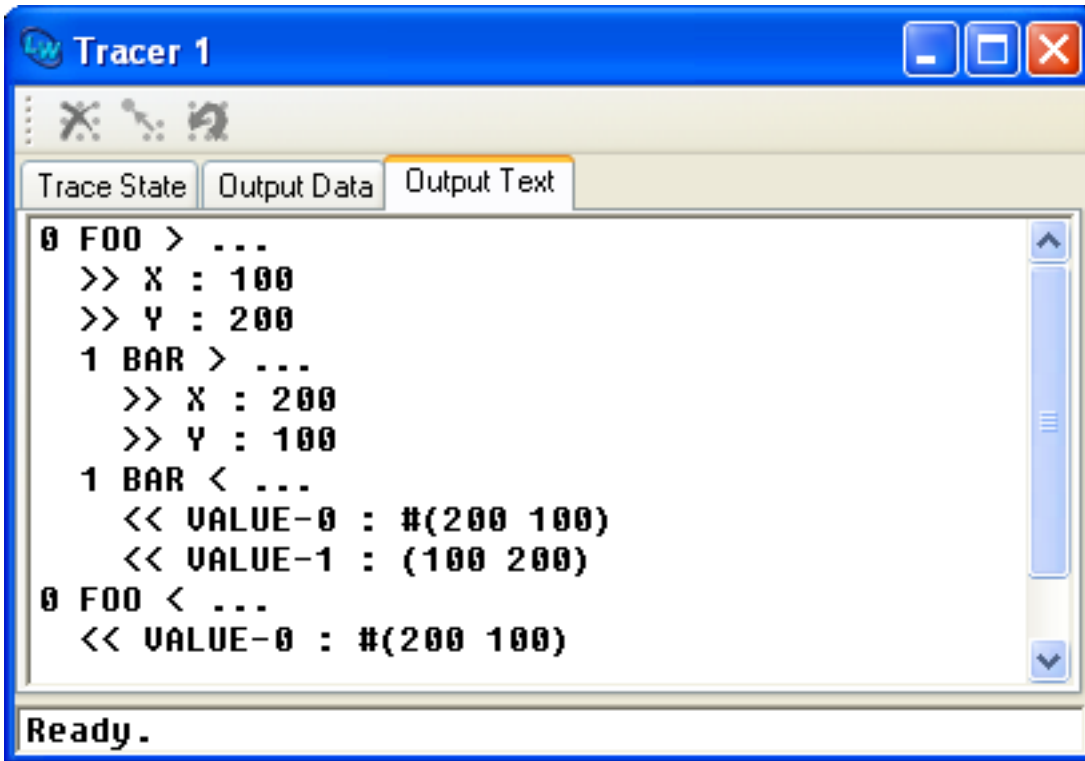 LW Tracer 1
Trace State Output Data Output Text
0 FOO > ...
>> X : 100
>> Y : 200
1 BAR > ...
>> X : 200
>> Y : 100
1 BAR < ...
<< VALUE-0 : #(200 100)
<< VALUE-1 : (100 200)
0 FOO < ...
<< VALUE-0 : #(200 100)
Ready.